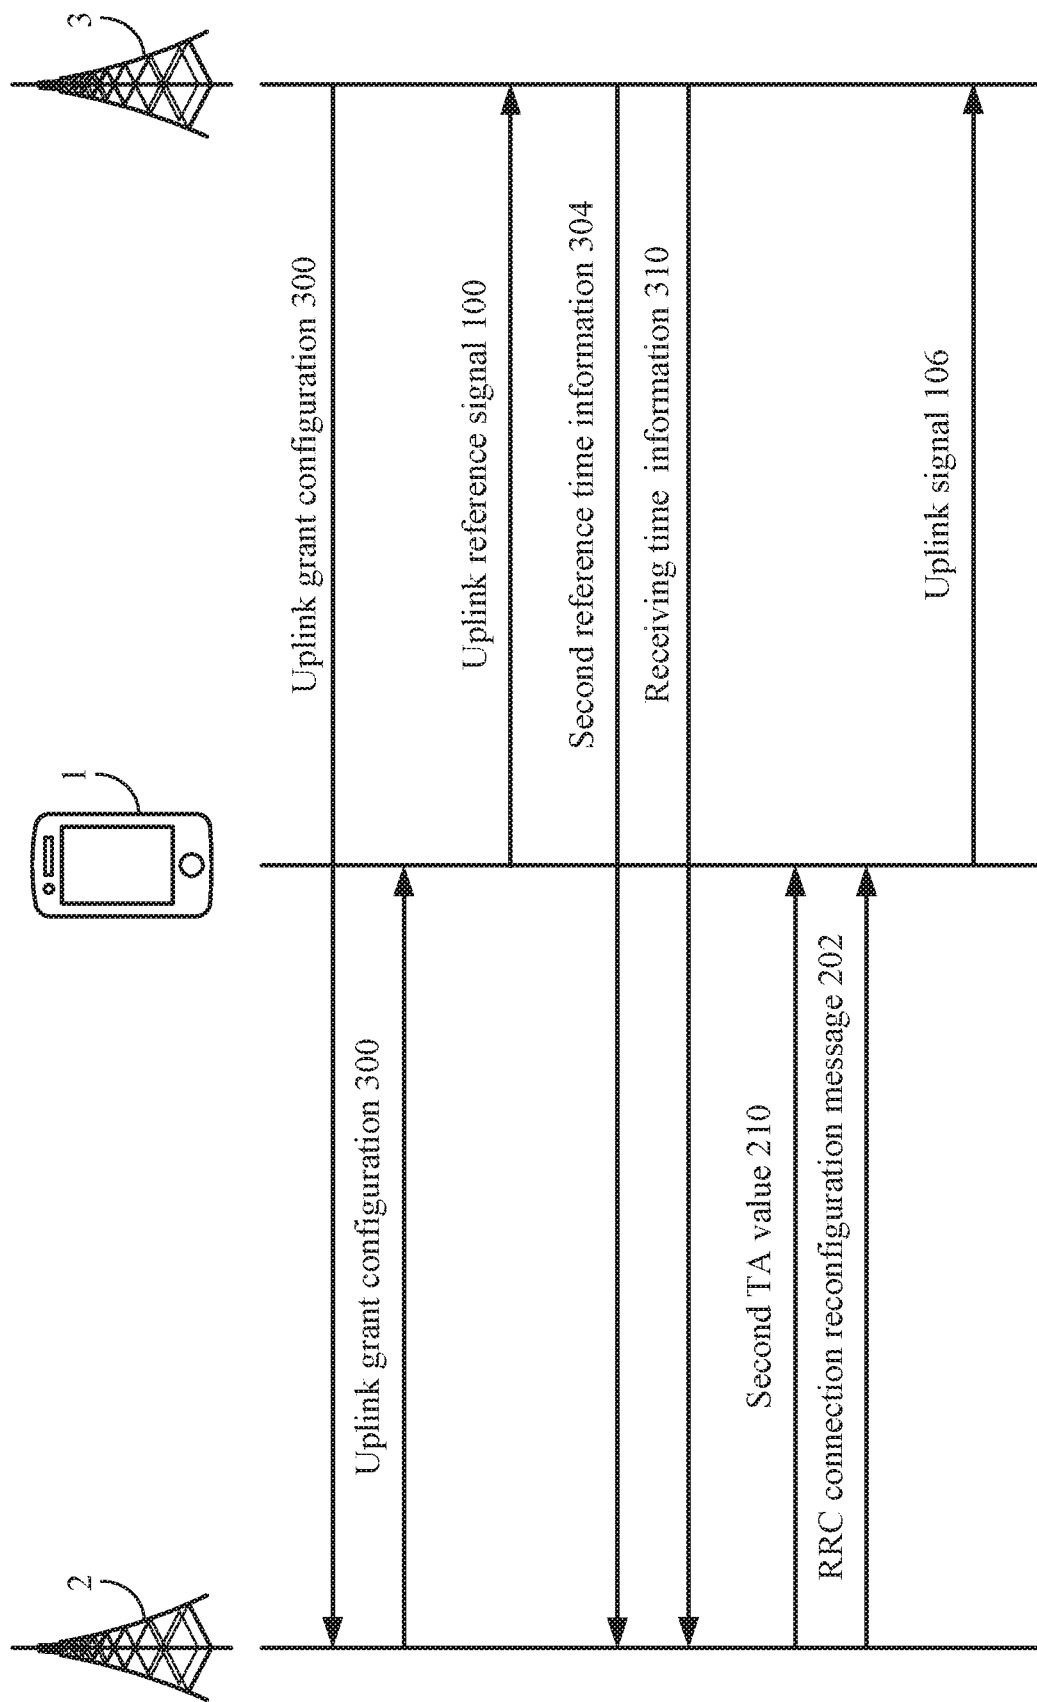 2
1
3
Uplink grant configuration 300
Uplink grant configuration 300
Uplink reference signal 100
Second reference time information 304
Receiving time information 310
Second TA value 210
RRC connection reconfiguration message 202
Uplink signal 106